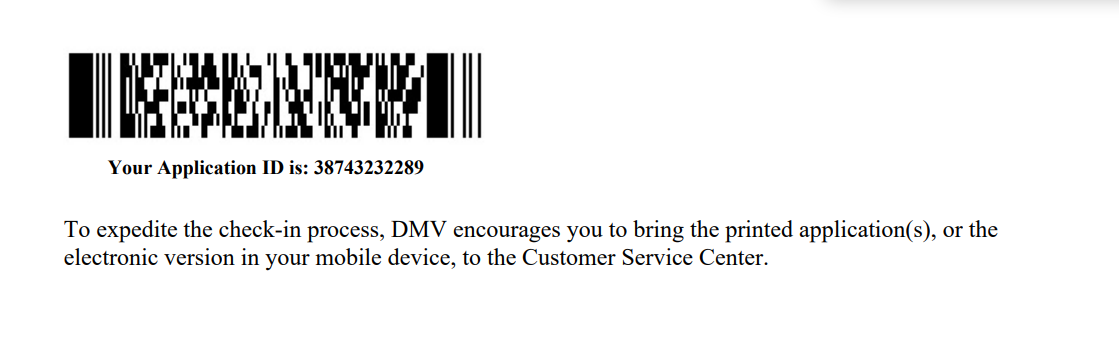 Your Application ID is: 38743232289
To expedite the check-in process, DMV encourages you to bring the printed application(s), or the
electronic version in your mobile device, to the Customer Service Center.